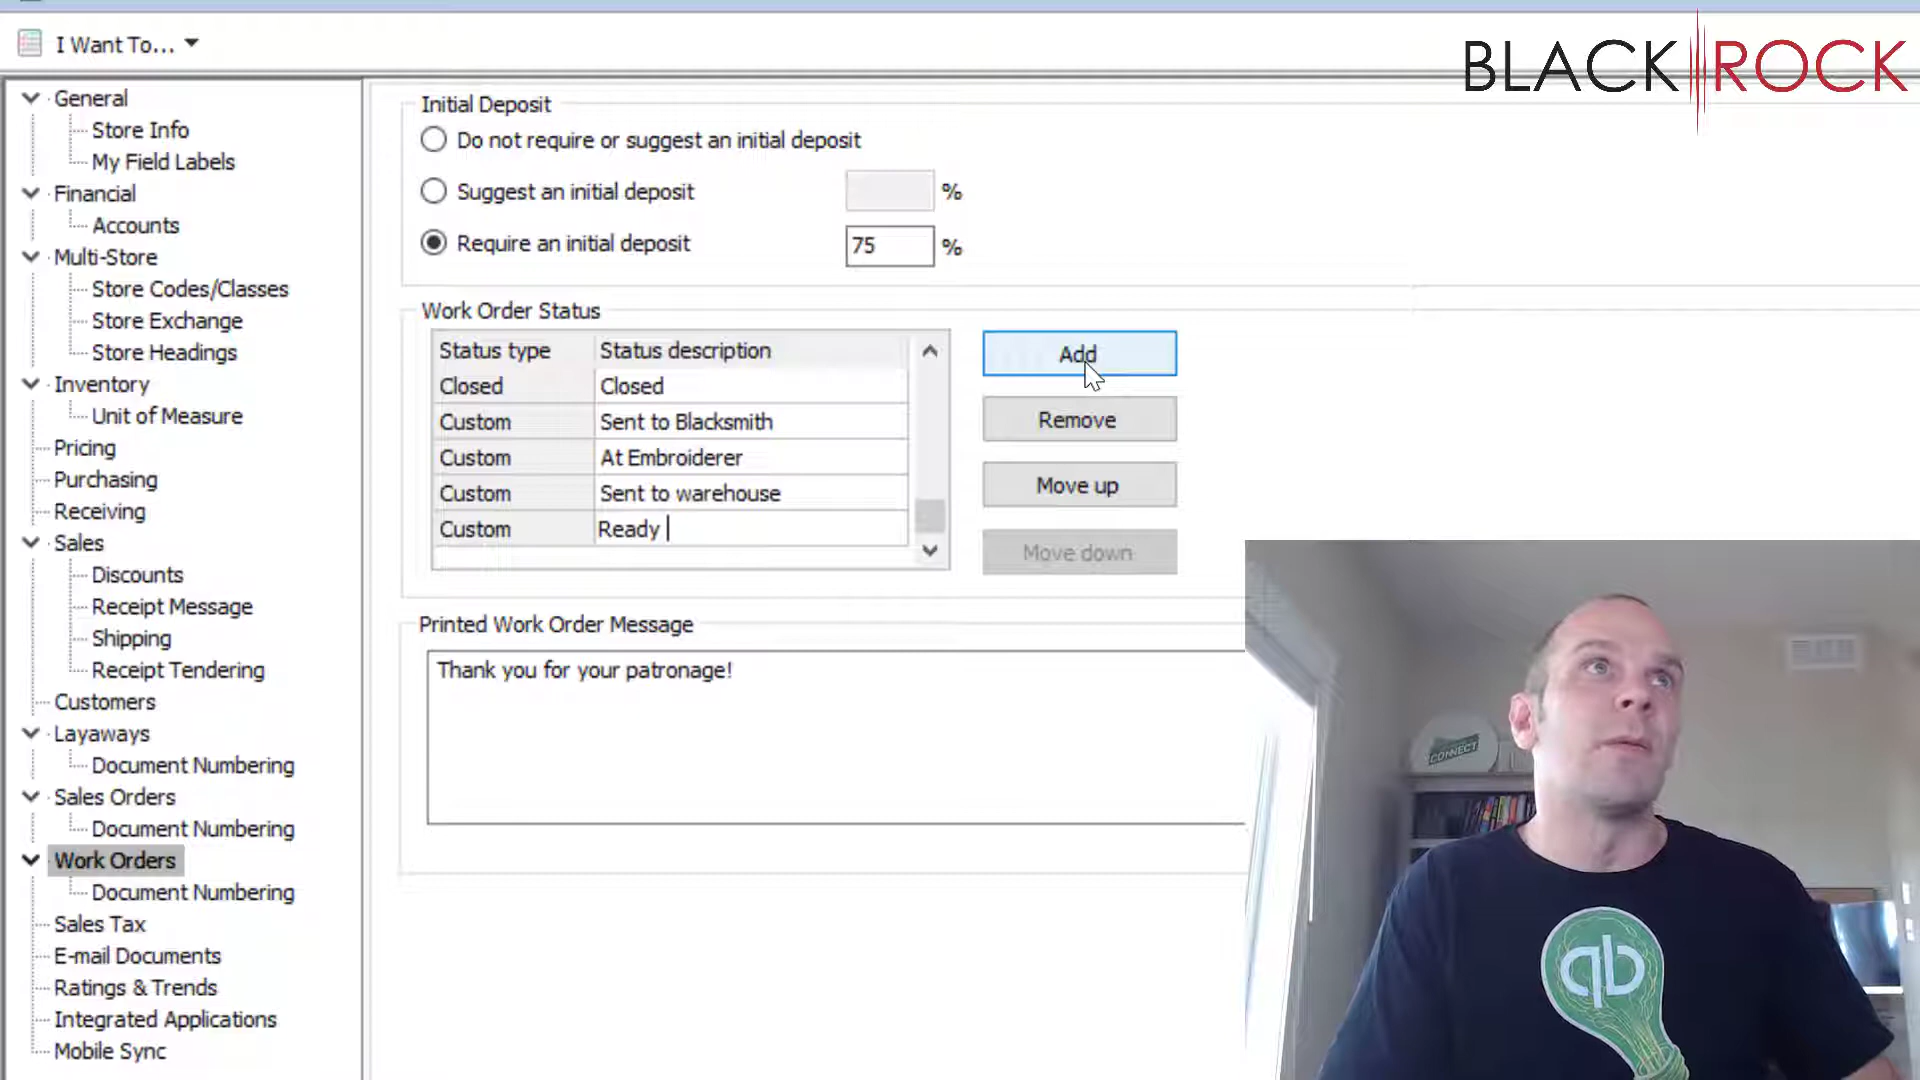 I Want To...
BLACK ROCK
General
Store Info
My Field Labels
Financial
Accounts
Multi-Store
Store Codes/Classes
Store Exchange
Store Headings
Inventory
Unit of Measure
Pricing
Purchasing
Receiving
Sales
Discounts
Receipt Message
Shipping
Receipt Tendering
Customers
Layaways
Document Numbering
Sales Orders
Document Numbering
Work Orders
Document Numbering
Sales Tax
E-mail Documents
Ratings & Trends
Integrated Applications
Mobile Sync
Initial Deposit
Do not require or suggest an initial deposit
Suggest an initial deposit %
Require an initial deposit 75 %
Work Order Status
Status type Status description
Closed Closed
Custom Sent to Blacksmith
Custom At Embroiderer
Custom Sent to warehouse
Custom Ready
Add
Remove
Move up
Move down
Printed Work Order Message
Thank you for your patronage!
CONNECT
qb